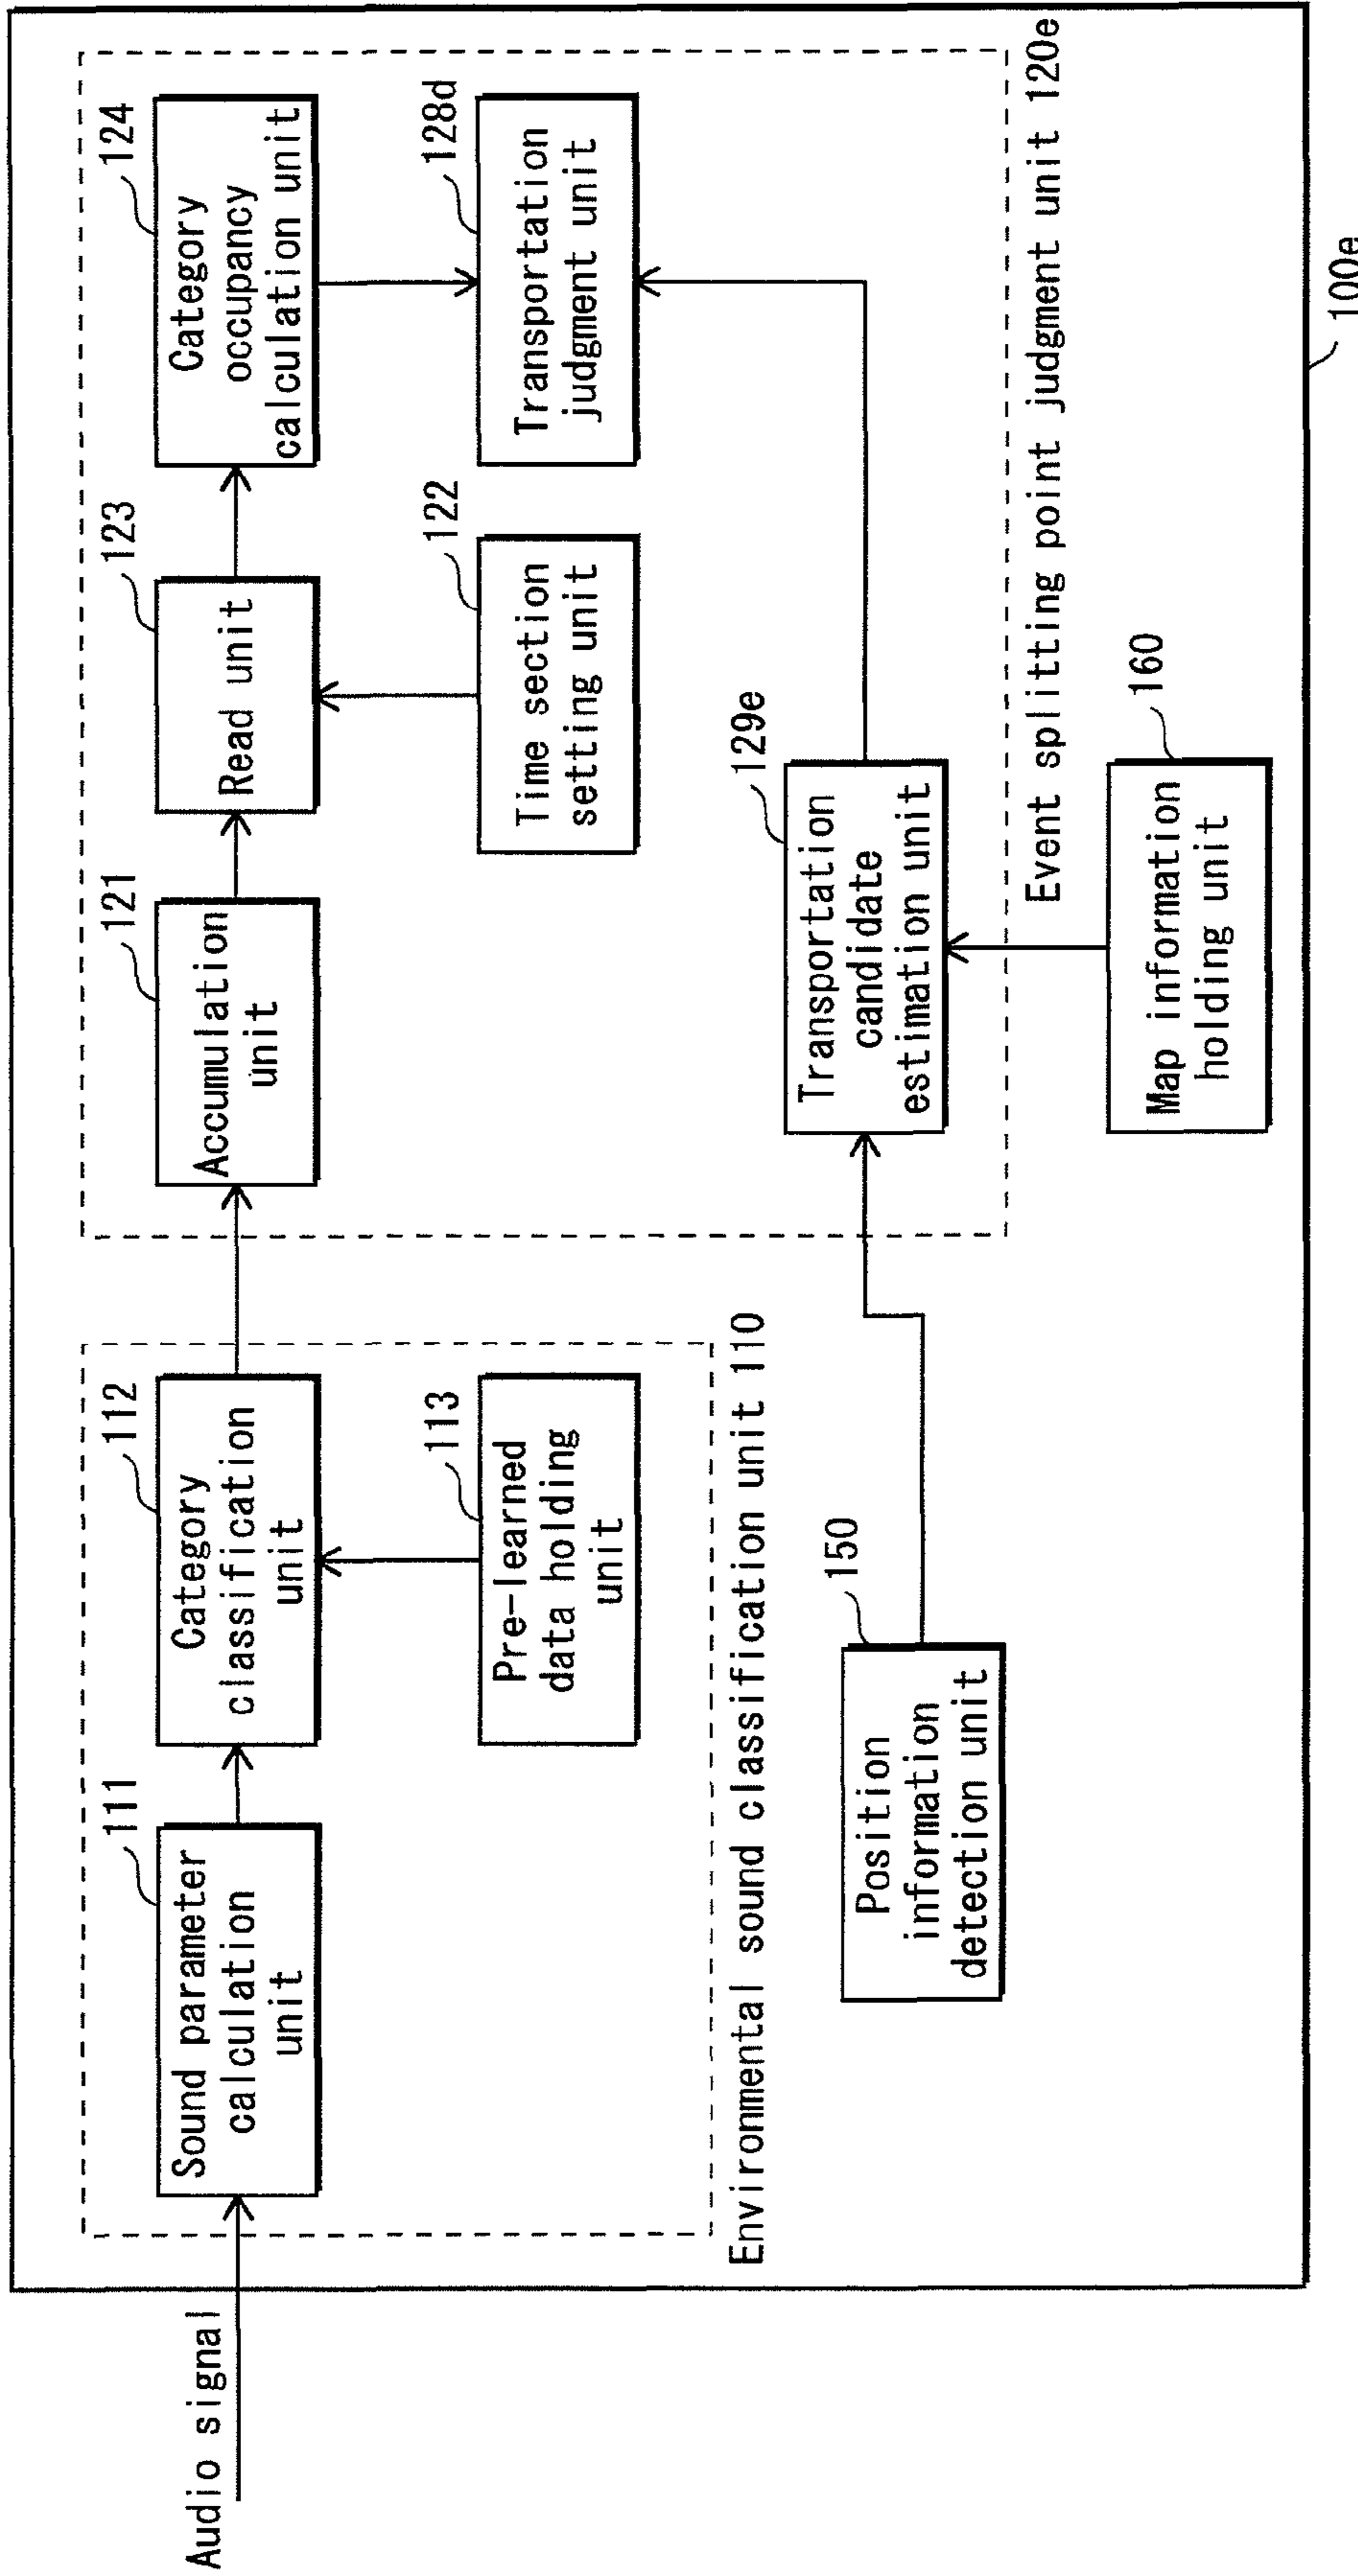 Audio signal
111
Sound parameter
calculation
unit
112
Category
classification
unit
113
Pre-learned
data holding
unit
Environmental sound classification unit 110
121
Accumulation
unit
123
Read unit
124
Category
occupancy
calculation unit
122
Time section
setting unit
128d
Transportation
judgment unit
129e
Transportation
candidate
estimation unit
Event splitting point judgment unit 120e
150
Position
information
detection unit
160
Map information
holding unit
100e